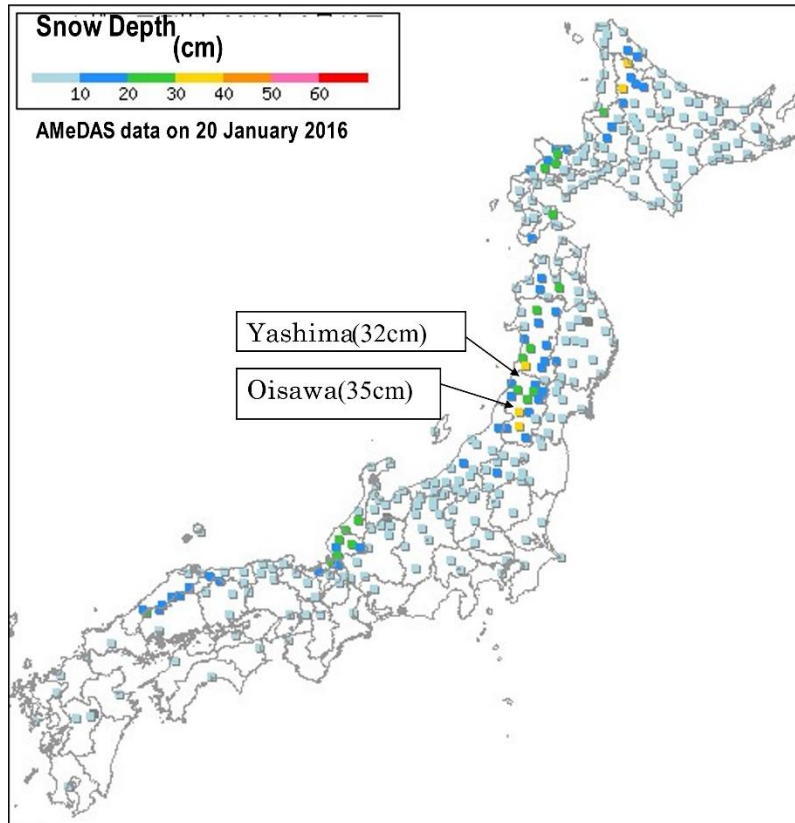 Snow Depth
(cm)
10 20 30 40 50 60
AMeDAS data on 20 January 2016
Yashima(32cm)
Oisawa(35cm)